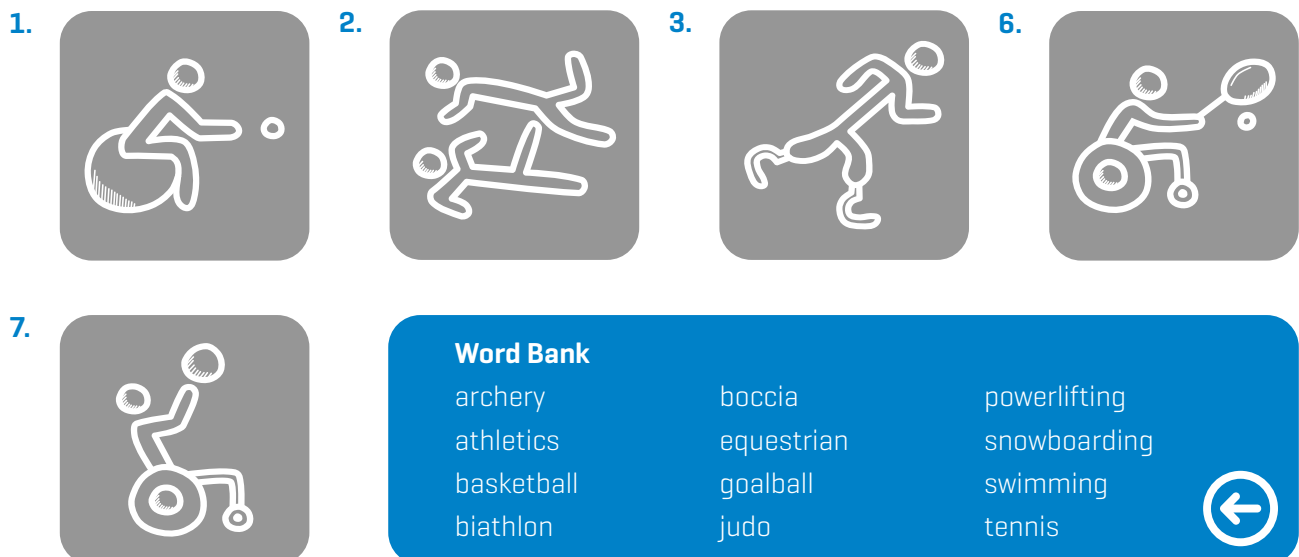 1.
2.
3.
6.
7.
Word Bank
archery
athletics
basketball
biathlon
boccia
equestrian
goalball
judo
powerlifting
snowboarding
swimming
tennis